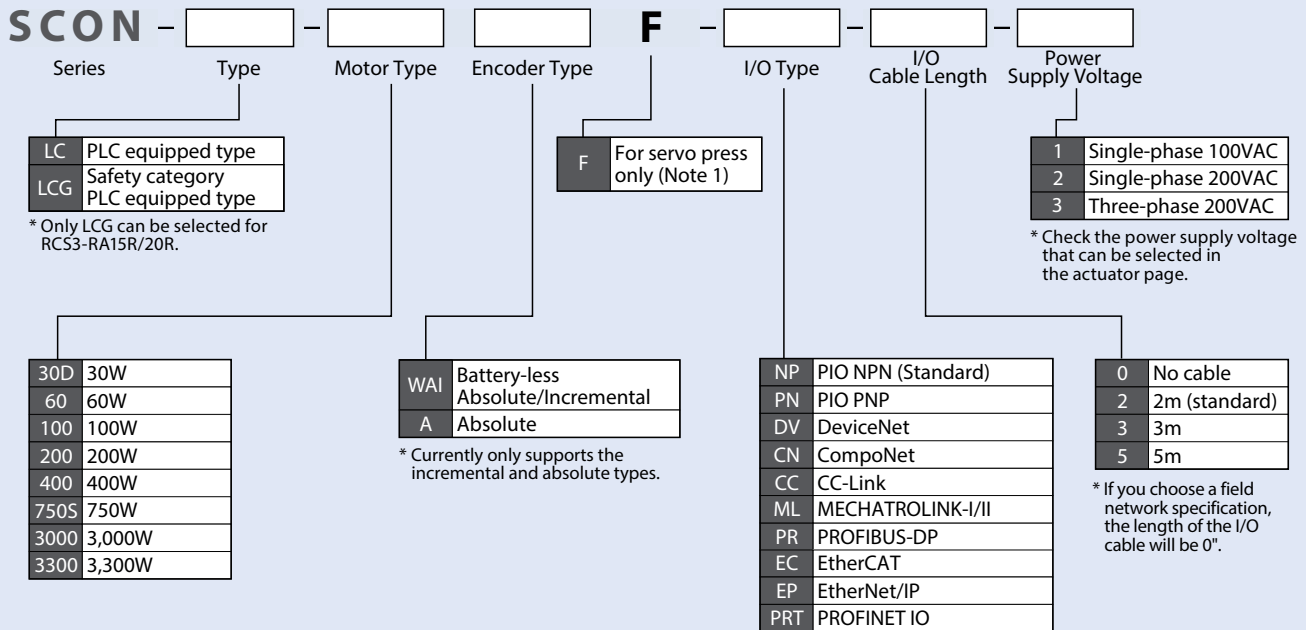 SCON – – F – – –
Series Type Motor Type Encoder Type I/O Type I/O Cable Length Power Supply Voltage
LC PLC equipped type
LCG Safety category
PLC equipped type
* Only LCG can be selected for
RCS3-RA15R/20R.
F For servo press
only (Note 1)
1 Single-phase 100VAC
2 Single-phase 200VAC
3 Three-phase 200VAC
* Check the power supply voltage
that can be selected in
the actuator page.
30D 30W
60 60W
100 100W
200 200W
400 400W
750S 750W
3000 3,000W
3300 3,300W
WAI Battery-less
Absolute/Incremental
A Absolute
* Currently only supports the
incremental and absolute types.
NP PIO NPN (Standard)
PN PIO PNP
DV DeviceNet
CN CompoNet
CC CC-Link
ML MECHATROLINK-I/II
PR PROFIBUS-DP
EC EtherCAT
EP EtherNet/IP
PRT PROFINET IO
0 No cable
2 2m (standard)
3 3m
5 5m
* If you choose a field
network specification,
the length of the I/O
cable will be 0".